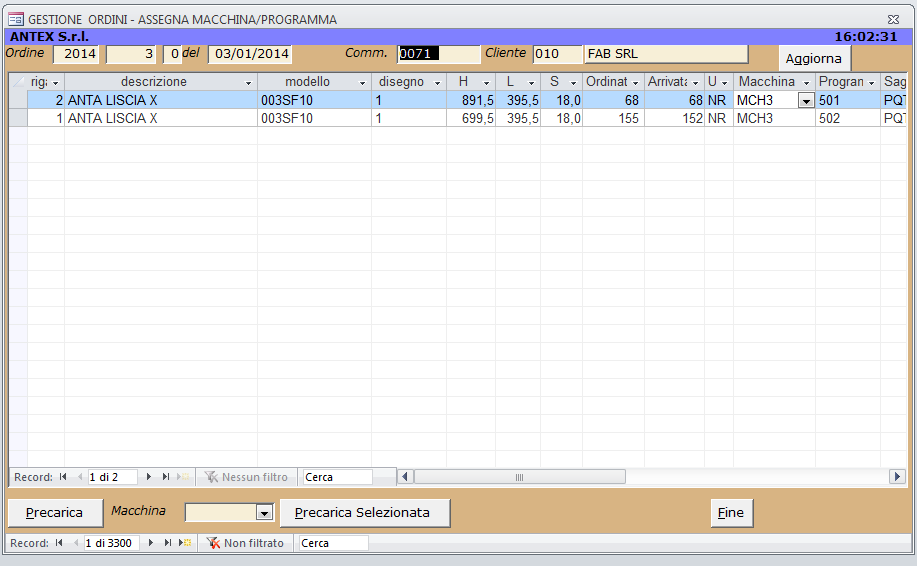 GESTIONE ORDINI - ASSEGNA MACCHINA/PROGRAMMA
ANTEX S.r.l. 16:02:31
Ordine 2014 3 0 del 03/01/2014 Comm. 0071 Cliente 010 FAB SRL Aggiorna
riga descrizione modello disegno H L S Ordinat Arrivata U Macchina Progran Sag
2 ANTA LISCIA X 003SF10 1 891,5 395,5 18,0 68 68 NR MCH3 501 PQT
1 ANTA LISCIA X 003SF10 1 699,5 395,5 18,0 155 152 NR MCH3 502 PQT
Record: 1 di 2 Nessun filtro Cerca
Precarica Macchina Precarica Selezionata Fine
Record: 1 di 3300 Non filtrato Cerca